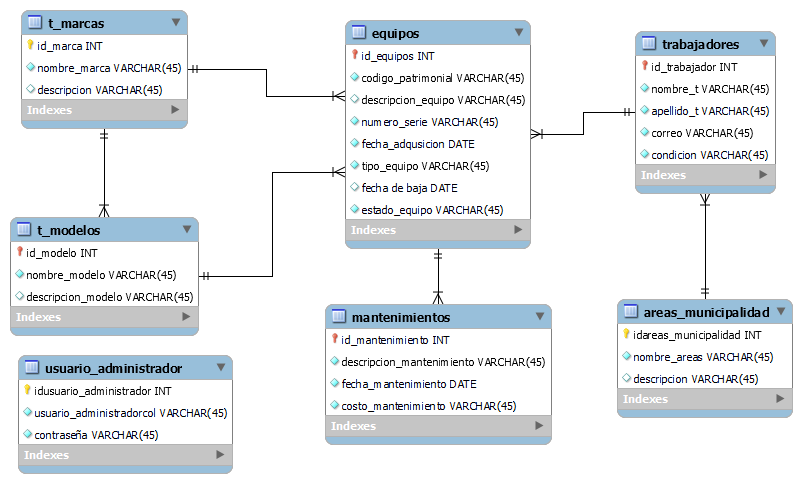 t_marcas
id_marca INT
nombre_marca VARCHAR(45)
descripcion VARCHAR(45)
Indexes
equipos
id_equipos INT
codigo_patrimonial VARCHAR(45)
descripcion_equipo VARCHAR(45)
numero_serie VARCHAR(45)
fecha_adqusicion DATE
tipo_equipo VARCHAR(45)
fecha de baja DATE
estado_equipo VARCHAR(45)
Indexes
trabajadores
id_trabajador INT
nombre_t VARCHAR(45)
apellido_t VARCHAR(45)
correo VARCHAR(45)
condicion VARCHAR(45)
Indexes
t_modelos
id_modelo INT
nombre_modelo VARCHAR(45)
descripcion_modelo VARCHAR(45)
Indexes
mantenimientos
id_mantenimiento INT
descripcion_mantenimiento VARCHAR(45)
fecha_mantenimiento DATE
costo_mantenimiento VARCHAR(45)
Indexes
areas_municipalidad
idareas_municipalidad INT
nombre_areas VARCHAR(45)
descripcion VARCHAR(45)
Indexes
usuario_administrador
idusuario_administrador INT
usuario_administradorcol VARCHAR(45)
contraseña VARCHAR(45)
Indexes